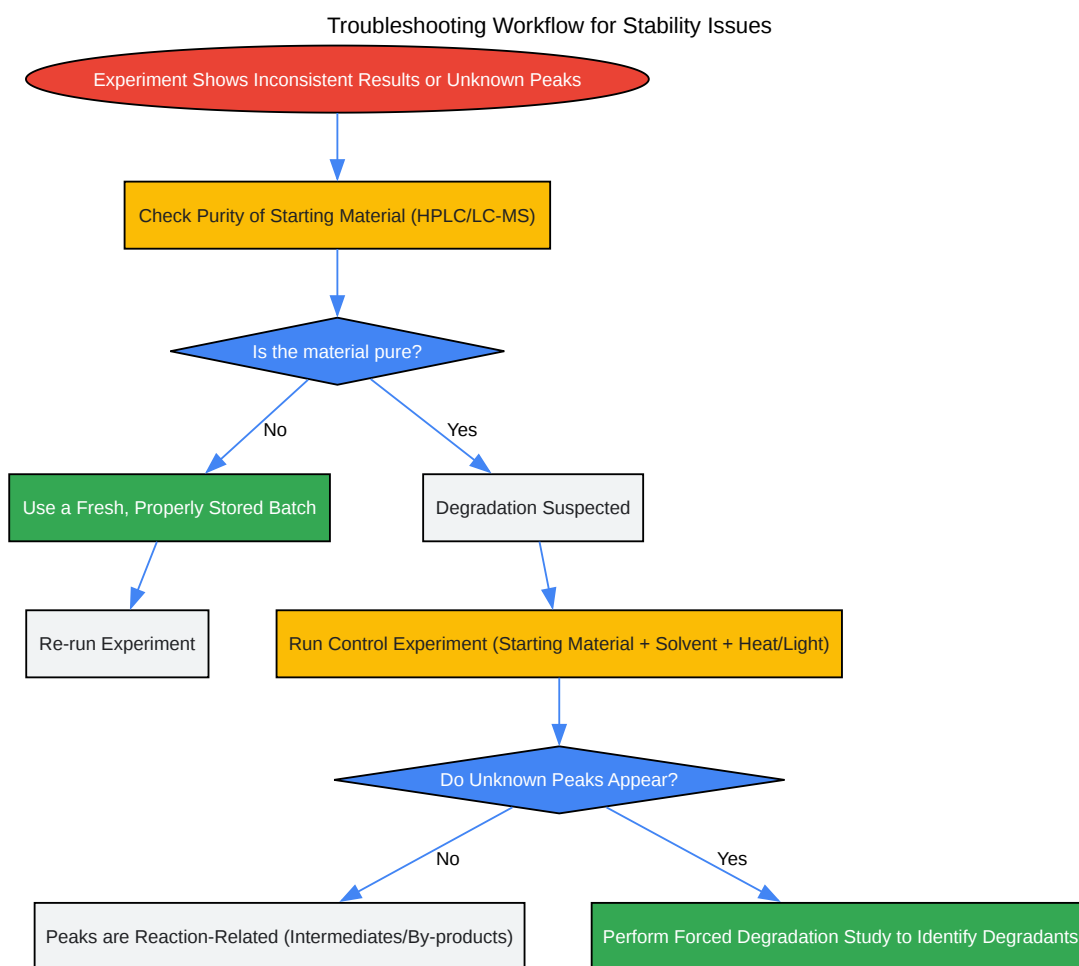 Troubleshooting Workflow for Stability Issues
Experiment Shows Inconsistent Results or Unknown Peaks
Check Purity of Starting Material (HPLC/LC-MS)
Is the material pure?
No
Yes
Use a Fresh, Properly Stored Batch
Degradation Suspected
Re-run Experiment
Run Control Experiment (Starting Material + Solvent + Heat/Light)
Do Unknown Peaks Appear?
No
Yes
Peaks are Reaction-Related (Intermediates/By-products)
Perform Forced Degradation Study to Identify Degradants